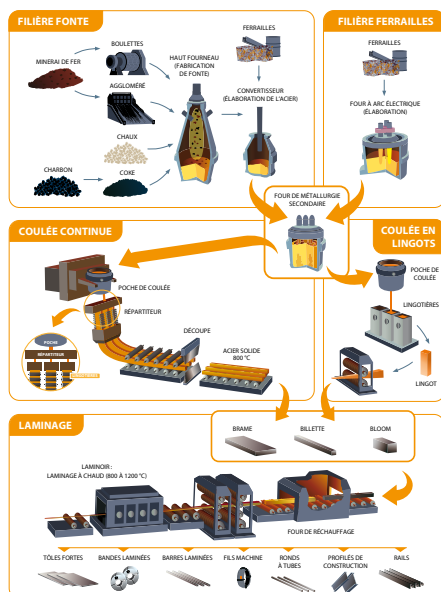 FILIÈRE FONTE
MINERAI DE FER
BOULETTES
AGGLOMÉRÉ
CHAUX
CHARBON
COKE
HAUT FOURNEAU
(FABRICATION
DE FONTE)
FERRAILLES
CONVERTISSEUR
(ÉLABORATION DE L'ACIER)
FILIÈRE FERRAILLES
FERRAILLES
FOUR À ARC ÉLECTRIQUE
(ÉLABORATION)
FOUR DE MÉTALLURGIE
SECONDAIRE
COULÉE CONTINUE
POCHE DE COULÉE
RÉPARTITEUR
POCHE
RÉPARTITEUR
DÉCOUPE
ACIER SOLIDE
800 °C
COULÉE EN
LINGOTS
POCHE DE
COULÉE
LINGOTIÈRES
LINGOT
LAMINAGE
BRAME
BILLETTE
BLOOM
LAMINOIR :
LAMINAGE À CHAUD (800 À 1200 °C)
FOUR DE RÉCHAUFFAGE
TÔLES FORTES
BANDES LAMINÉES
BARRES LAMINÉES
FILS MACHINE
RONDS
À TUBES
PROFILÉS DE
CONSTRUCTION
RAILS